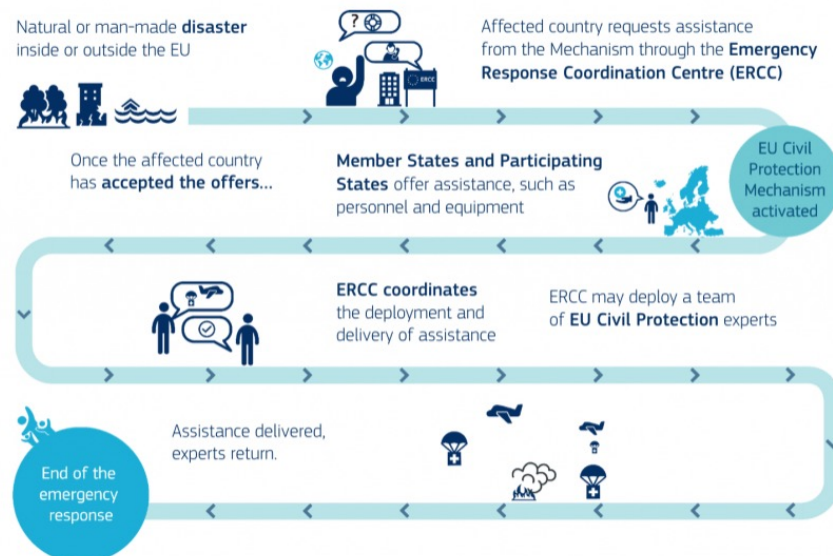 Natural or man-made disaster
inside or outside the EU
?
ERCC
Affected country requests assistance
from the Mechanism through the Emergency
Response Coordination Centre (ERCC)
EU Civil
Protection
Mechanism
activated
Member States and Participating
States offer assistance, such as
personnel and equipment
Once the affected country
has accepted the offers...
ERCC coordinates
the deployment and
delivery of assistance
ERCC may deploy a team
of EU Civil Protection experts
Assistance delivered,
experts return.
End of the
emergency
response